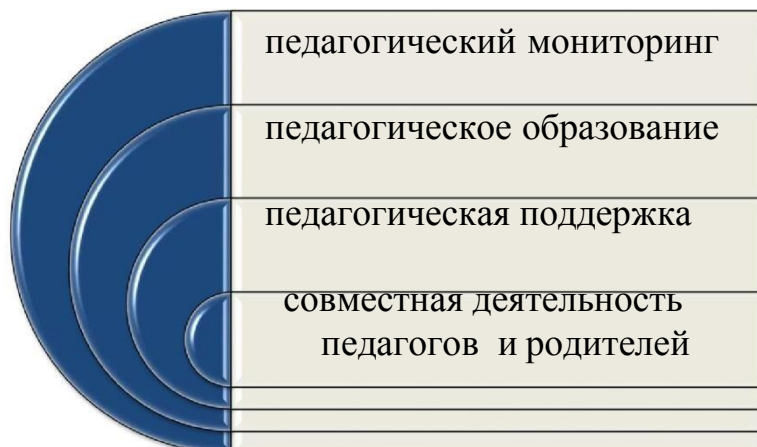 педагогический мониторинг
педагогическое образование
педагогическая поддержка
совместная деятельность
педагогов и родителей